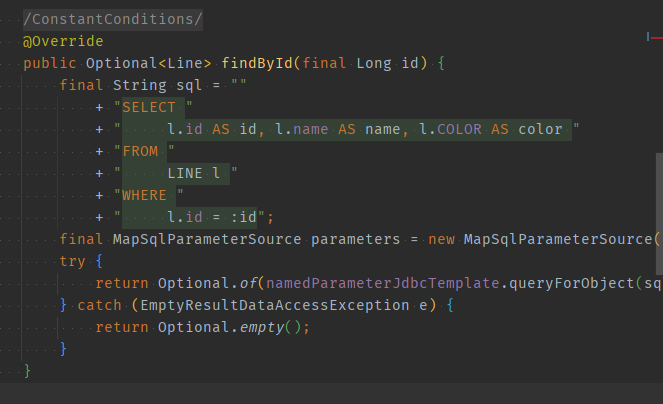 /ConstantConditions/
@Override
public Optional<Line> findById(final Long id) {
final String sql = ""
+ "SELECT "
+ "     l.id AS id, l.name AS name, l.COLOR AS color "
+ "FROM "
+ "     LINE l "
+ "WHERE "
+ "     l.id = :id";
final MapSqlParameterSource parameters = new MapSqlParameterSource(
try {
return Optional.of(namedParameterJdbcTemplate.queryForObject(sq
} catch (EmptyResultDataAccessException e) {
return Optional.empty();
}
}